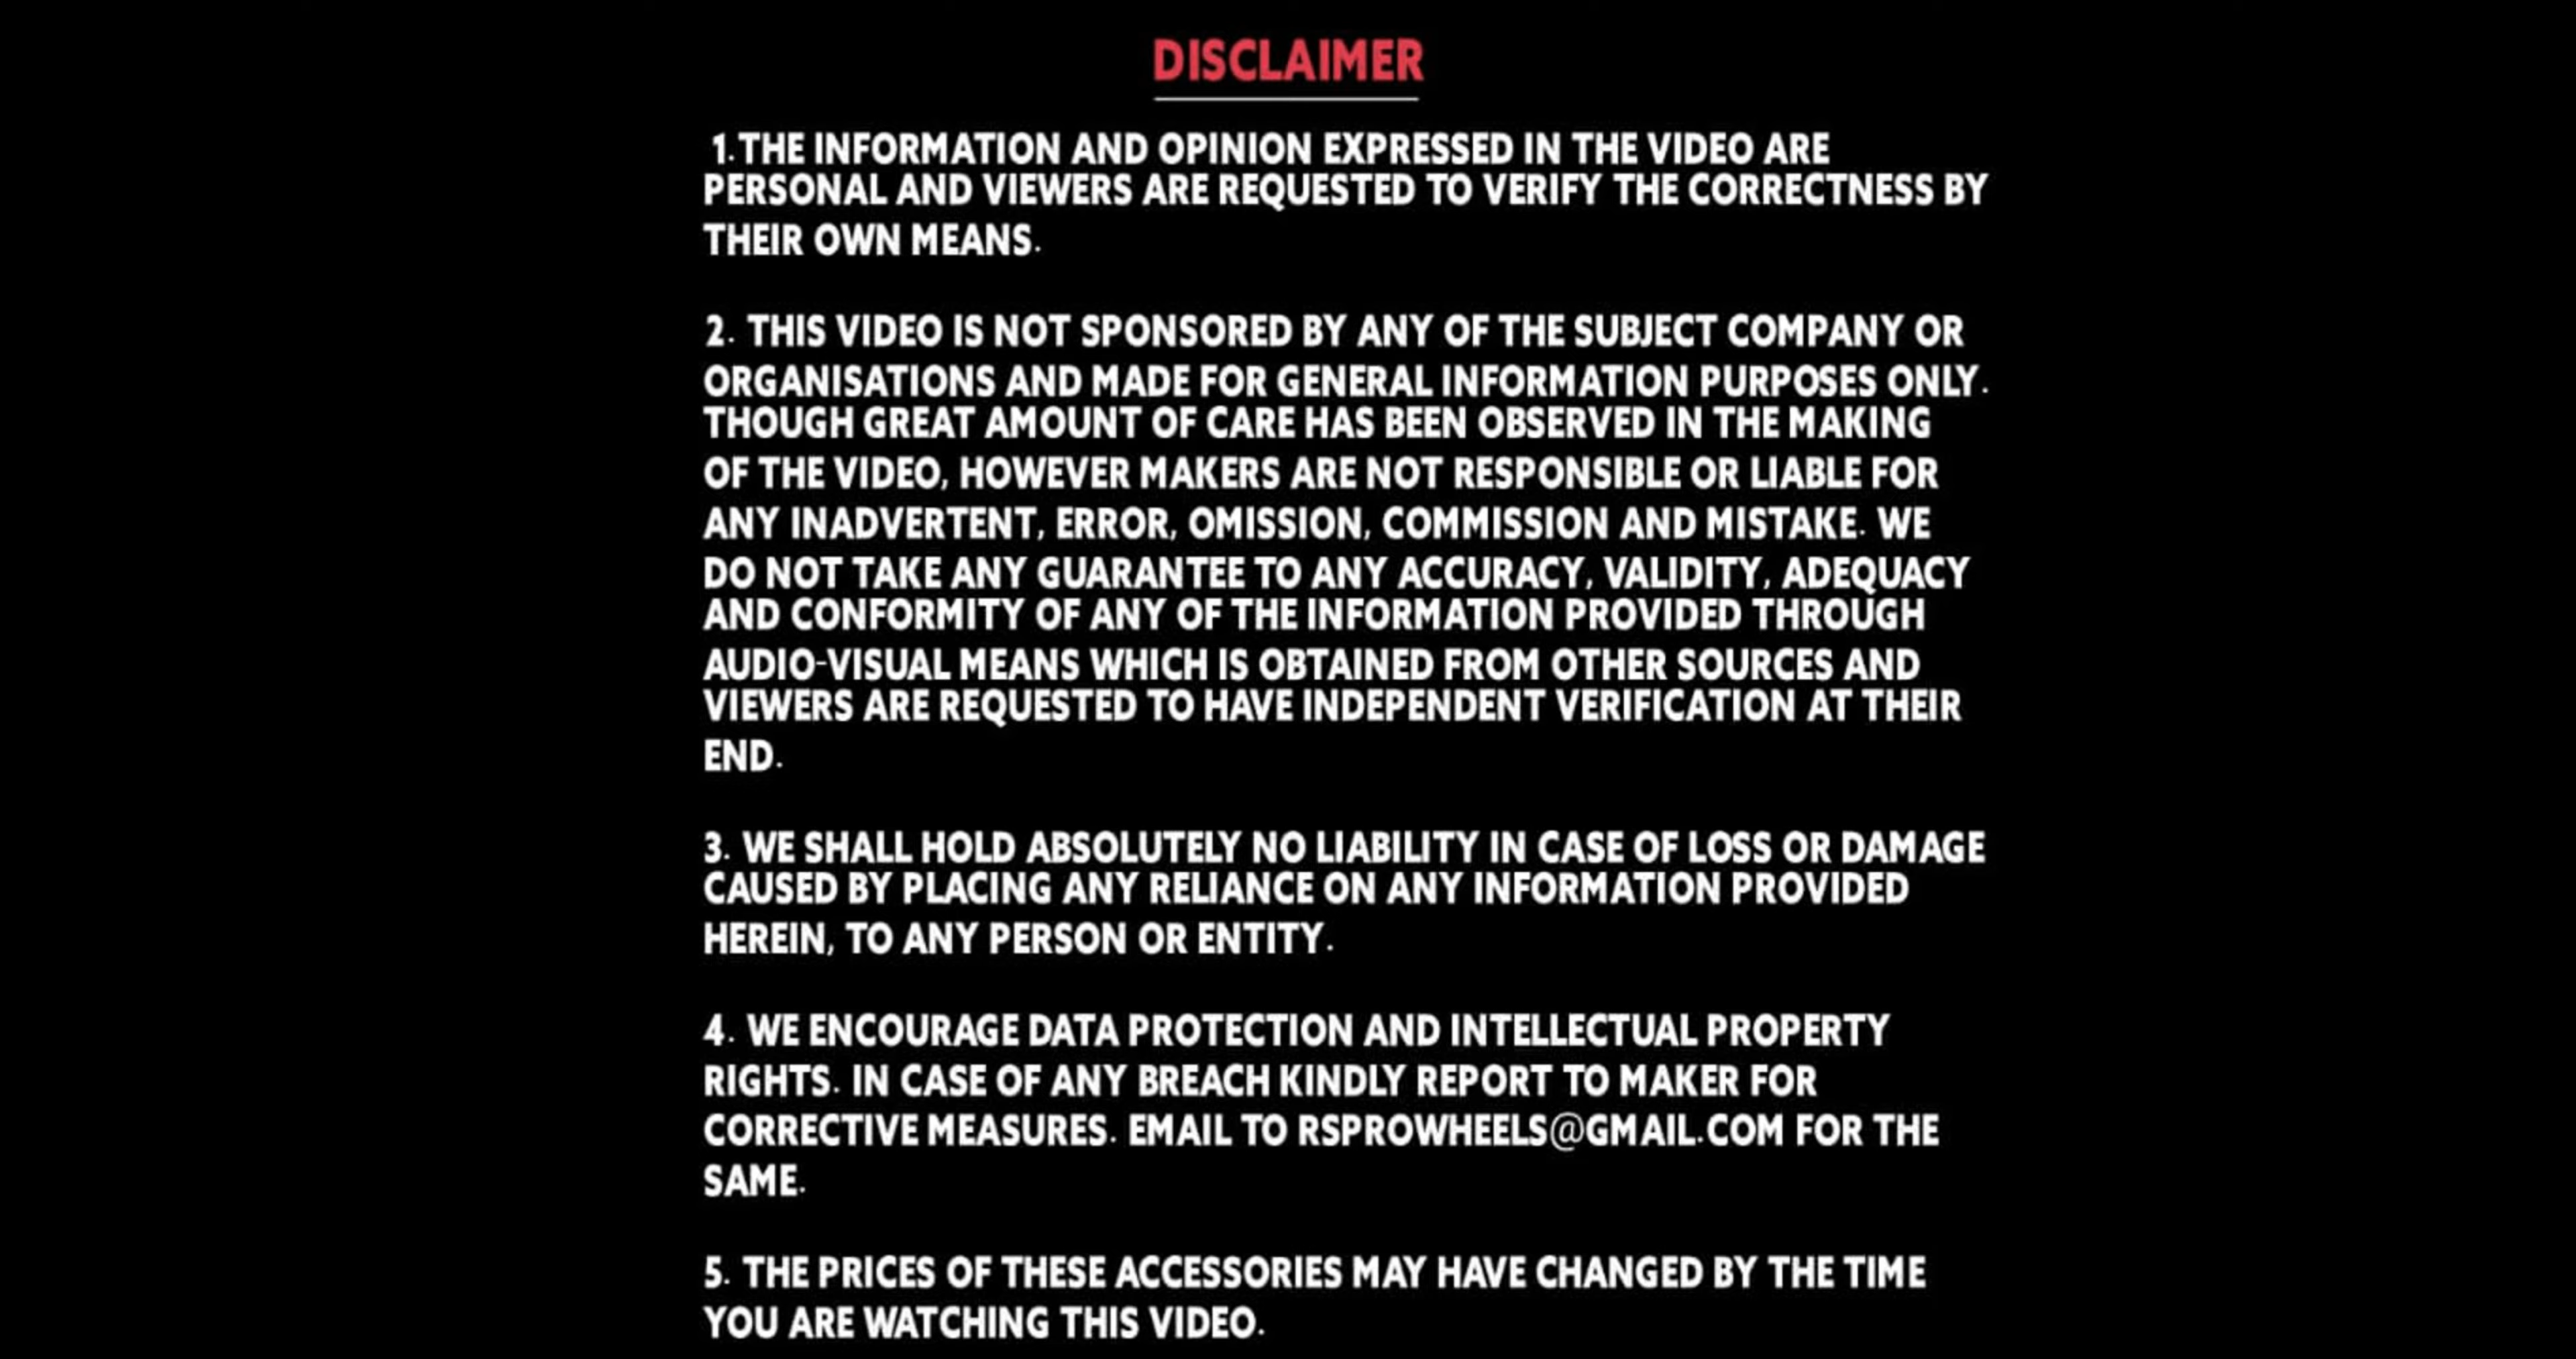 DISCLAIMER
1.THE INFORMATION AND OPINION EXPRESSED IN THE VIDEO ARE
PERSONAL AND VIEWERS ARE REQUESTED TO VERIFY THE CORRECTNESS BY
THEIR OWN MEANS.
2. THIS VIDEO IS NOT SPONSORED BY ANY OF THE SUBJECT COMPANY OR
ORGANISATIONS AND MADE FOR GENERAL INFORMATION PURPOSES ONLY.
THOUGH GREAT AMOUNT OF CARE HAS BEEN OBSERVED IN THE MAKING
OF THE VIDEO, HOWEVER MAKERS ARE NOT RESPONSIBLE OR LIABLE FOR
ANY INADVERTENT, ERROR, OMISSION, COMMISSION AND MISTAKE. WE
DO NOT TAKE ANY GUARANTEE TO ANY ACCURACY, VALIDITY, ADEQUACY
AND CONFORMITY OF ANY OF THE INFORMATION PROVIDED THROUGH
AUDIO-VISUAL MEANS WHICH IS OBTAINED FROM OTHER SOURCES AND
VIEWERS ARE REQUESTED TO HAVE INDEPENDENT VERIFICATION AT THEIR
END.
3. WE SHALL HOLD ABSOLUTELY NO LIABILITY IN CASE OF LOSS OR DAMAGE
CAUSED BY PLACING ANY RELIANCE ON ANY INFORMATION PROVIDED
HEREIN, TO ANY PERSON OR ENTITY.
4. WE ENCOURAGE DATA PROTECTION AND INTELLECTUAL PROPERTY
RIGHTS. IN CASE OF ANY BREACH KINDLY REPORT TO MAKER FOR
CORRECTIVE MEASURES. EMAIL TO RSPROWHEELS@GMAIL.COM FOR THE
SAME.
5. THE PRICES OF THESE ACCESSORIES MAY HAVE CHANGED BY THE TIME
YOU ARE WATCHING THIS VIDEO.